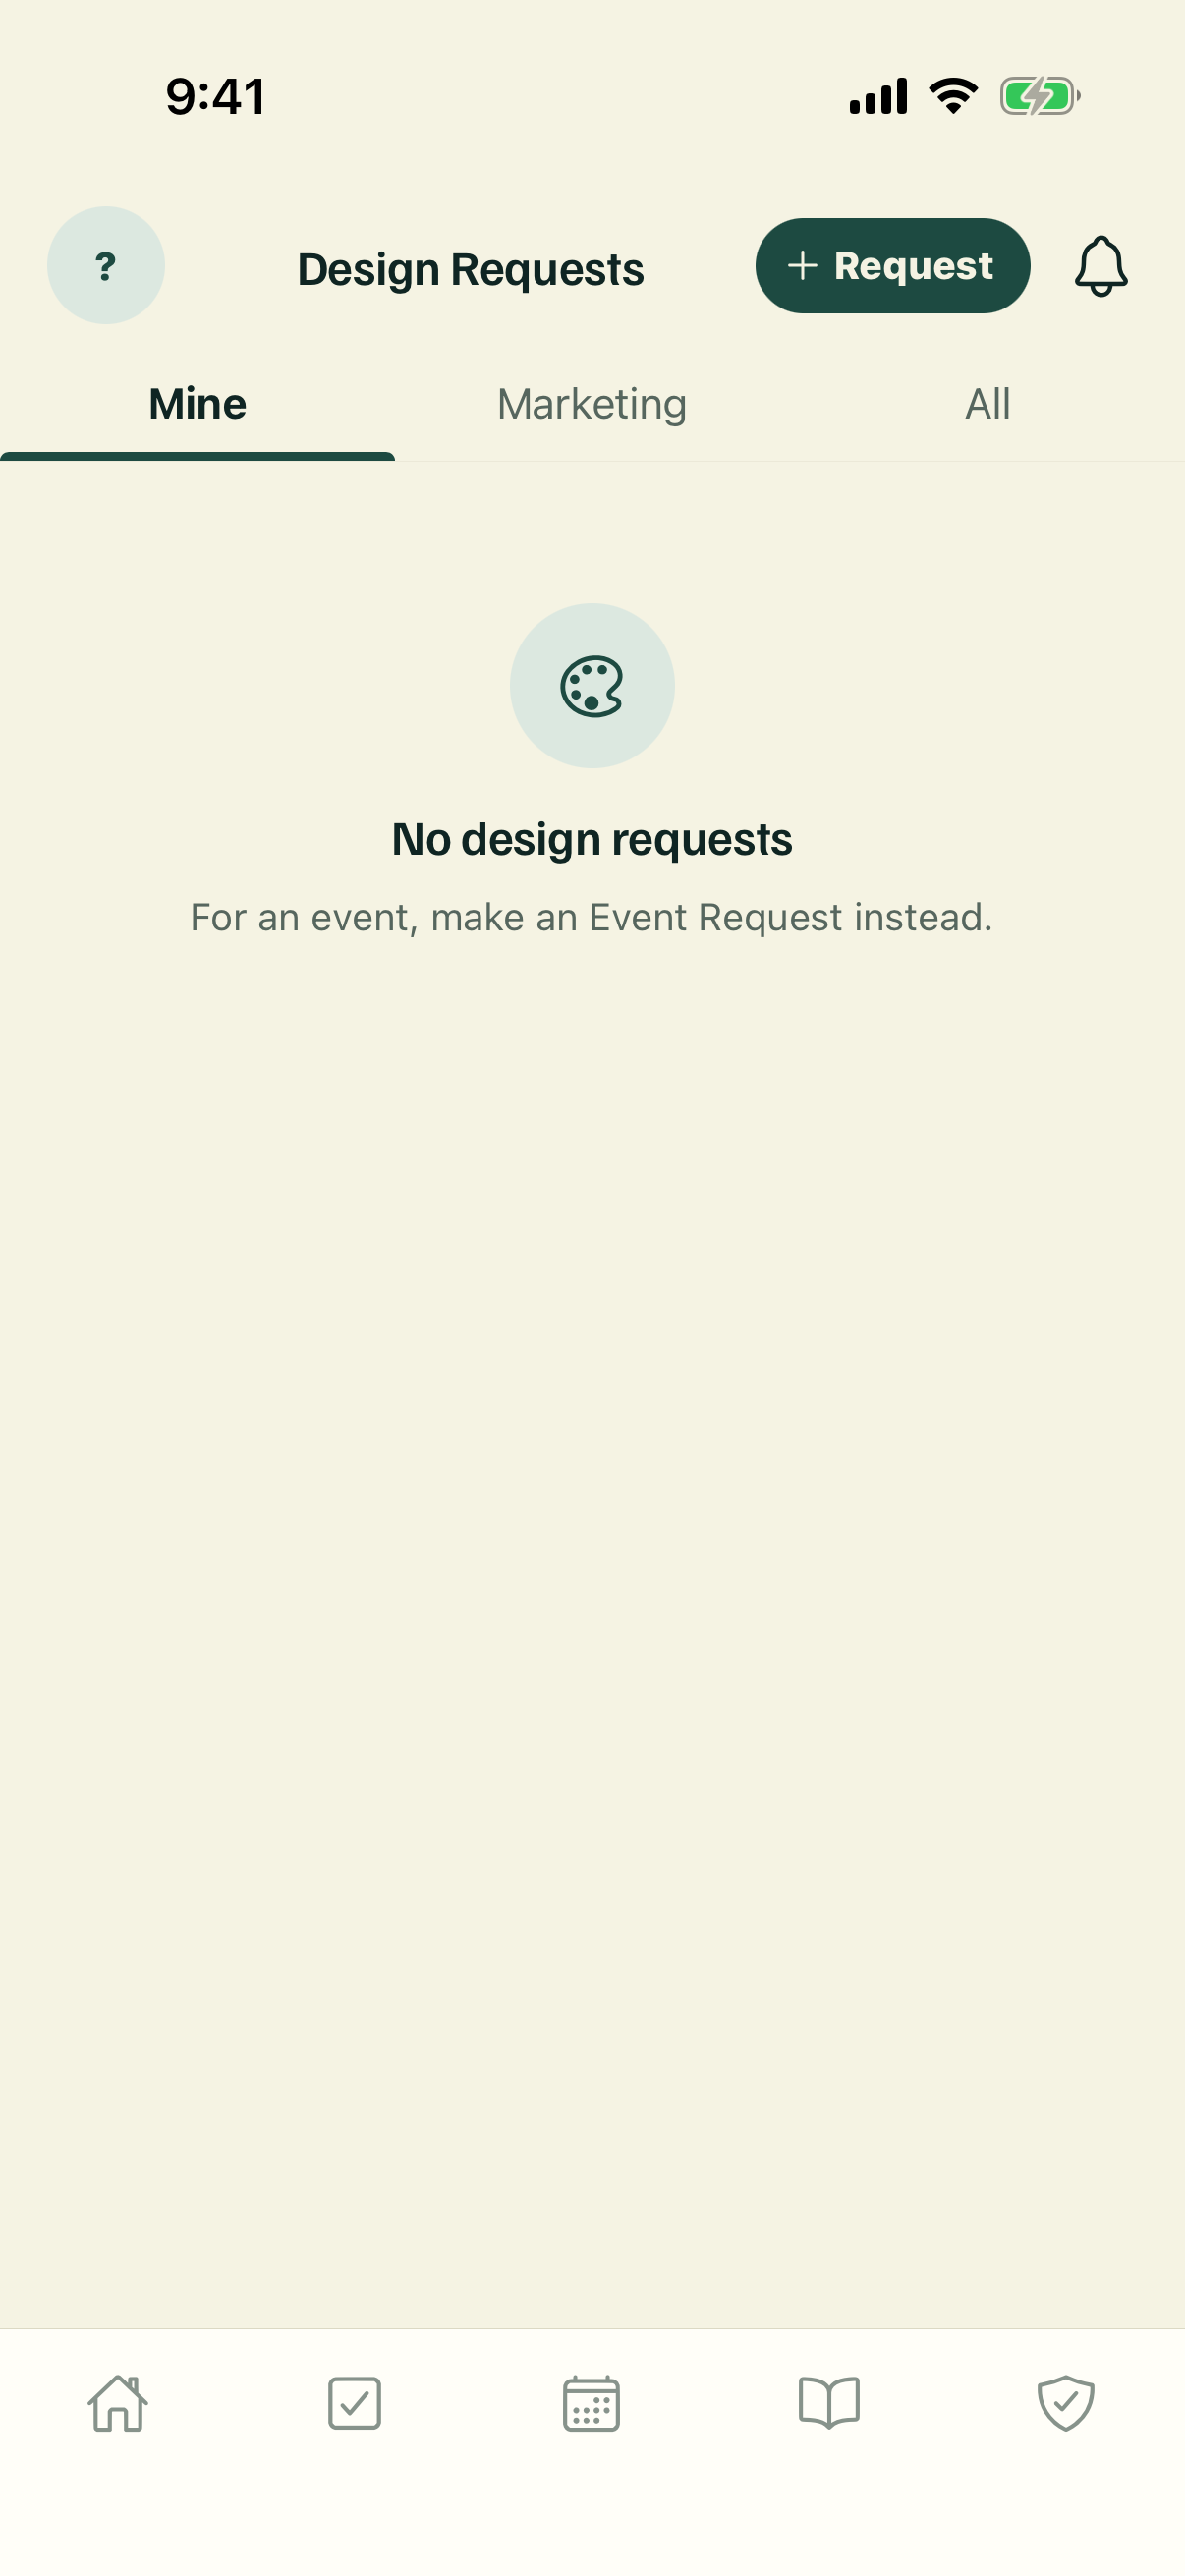 9:41
?
Design Requests
+ Request
Mine
Marketing
All
No design requests
For an event, make an Event Request instead.